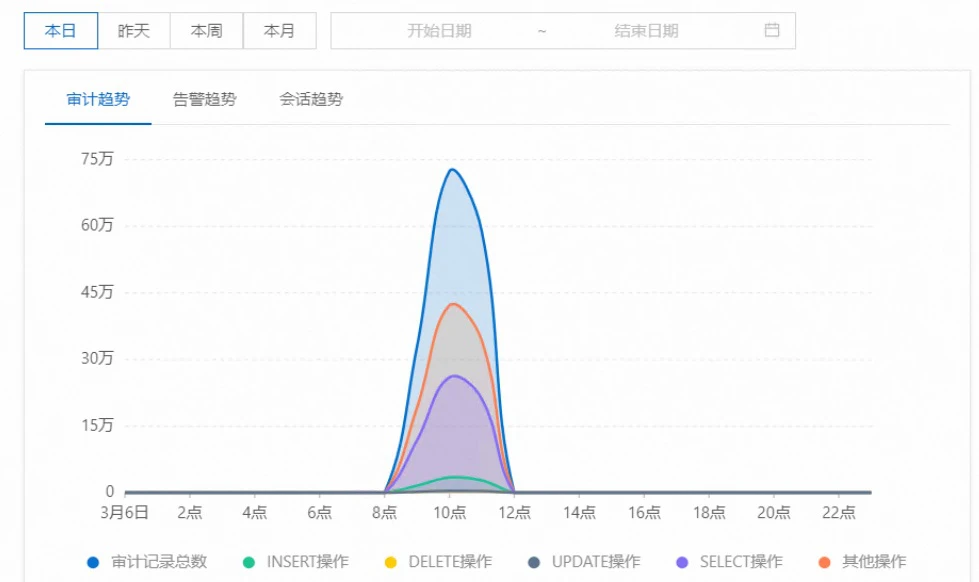 本日 昨天 本周 本月 开始日期 ~ 结束日期
审计趋势 告警趋势 会话趋势
75万
60万
45万
30万
15万
0
3月6日 2点 4点 6点 8点 10点 12点 14点 16点 18点 20点 22点
审计记录总数 INSERT操作 DELETE操作 UPDATE操作 SELECT操作 其他操作